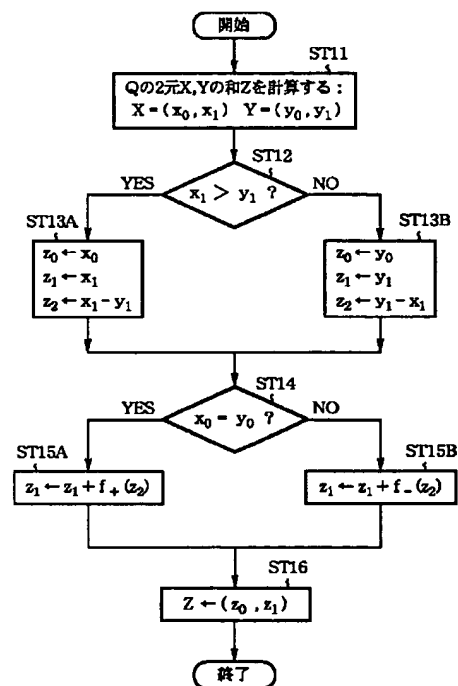 開始
ST11
Qの2元X,Yの和Zを計算する：
X=(x₀,x₁) Y=(y₀,y₁)
ST12
YES
x₁ > y₁ ?
NO
ST13A
z₀←x₀
z₁←x₁
z₂←x₁-y₁
ST13B
z₀←y₀
z₁←y₁
z₂←y₁-x₁
ST14
YES
x₀=y₀ ?
NO
ST15A
z₁←z₁+f₊(z₂)
ST15B
z₁←z₁+f₋(z₂)
ST16
Z←(z₀,z₁)
終了